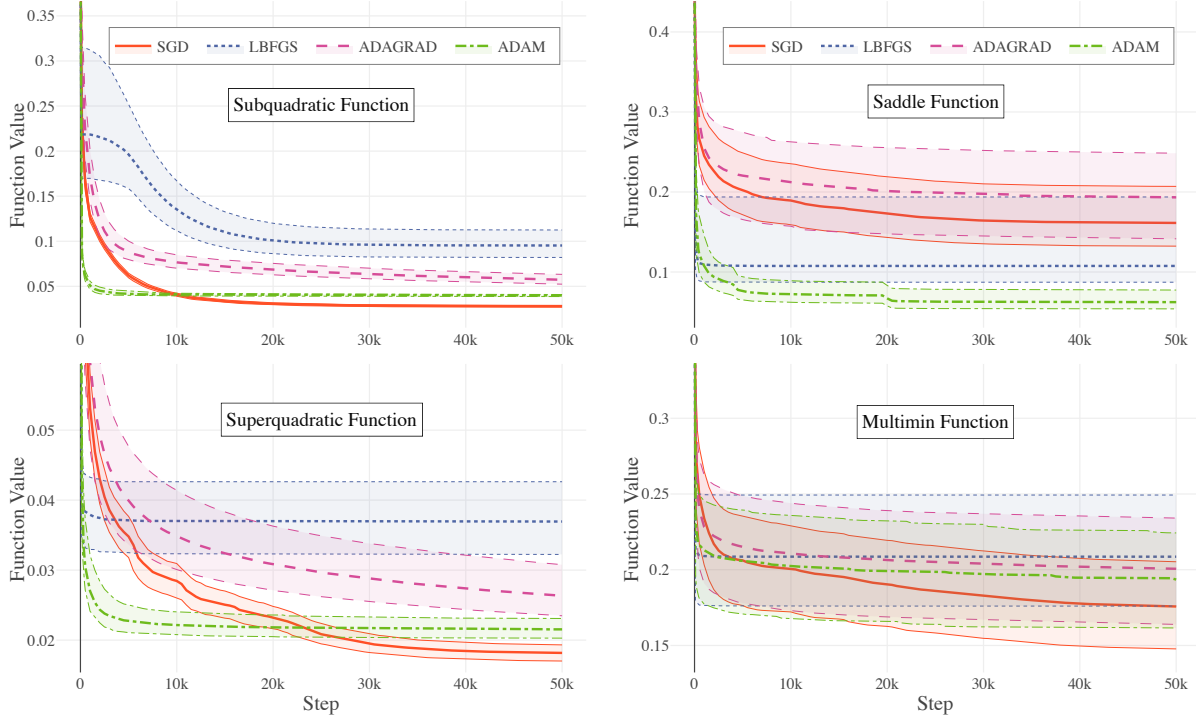 SGD LBFGS ADAGRAD ADAM
Subquadratic Function
Function Value
0.35
0.3
0.25
0.2
0.15
0.1
0.05
0 10k 20k 30k 40k 50k
SGD LBFGS ADAGRAD ADAM
Saddle Function
Function Value
0.4
0.3
0.2
0.1
0 10k 20k 30k 40k 50k
Superquadratic Function
Function Value
0.05
0.04
0.03
0.02
0 10k 20k 30k 40k 50k
Step
Multimin Function
Function Value
0.3
0.25
0.2
0.15
0 10k 20k 30k 40k 50k
Step